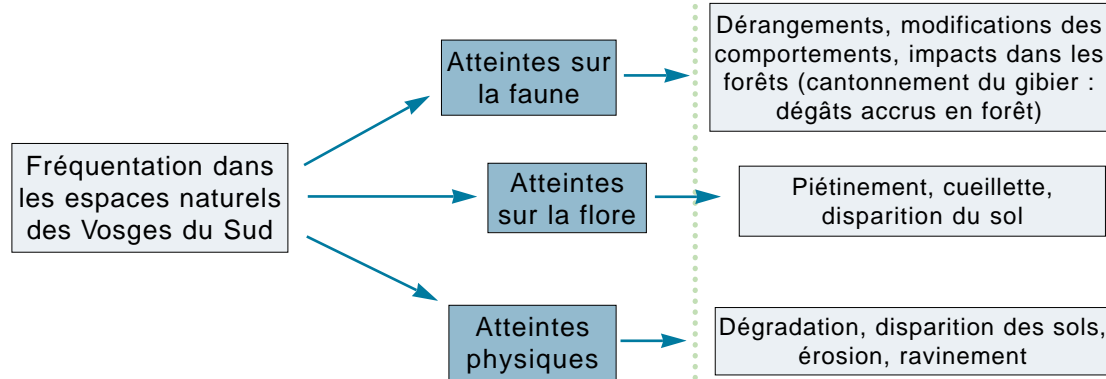 Fréquentation dans
les espaces naturels
des Vosges du Sud
Atteintes sur
la faune
Dérangements, modifications des
comportements, impacts dans les
forêts (cantonnement du gibier :
dégâts accrus en forêt)
Atteintes
sur la flore
Piétinement, cueillette,
disparition du sol
Atteintes
physiques
Dégradation, disparition des sols,
érosion, ravinement